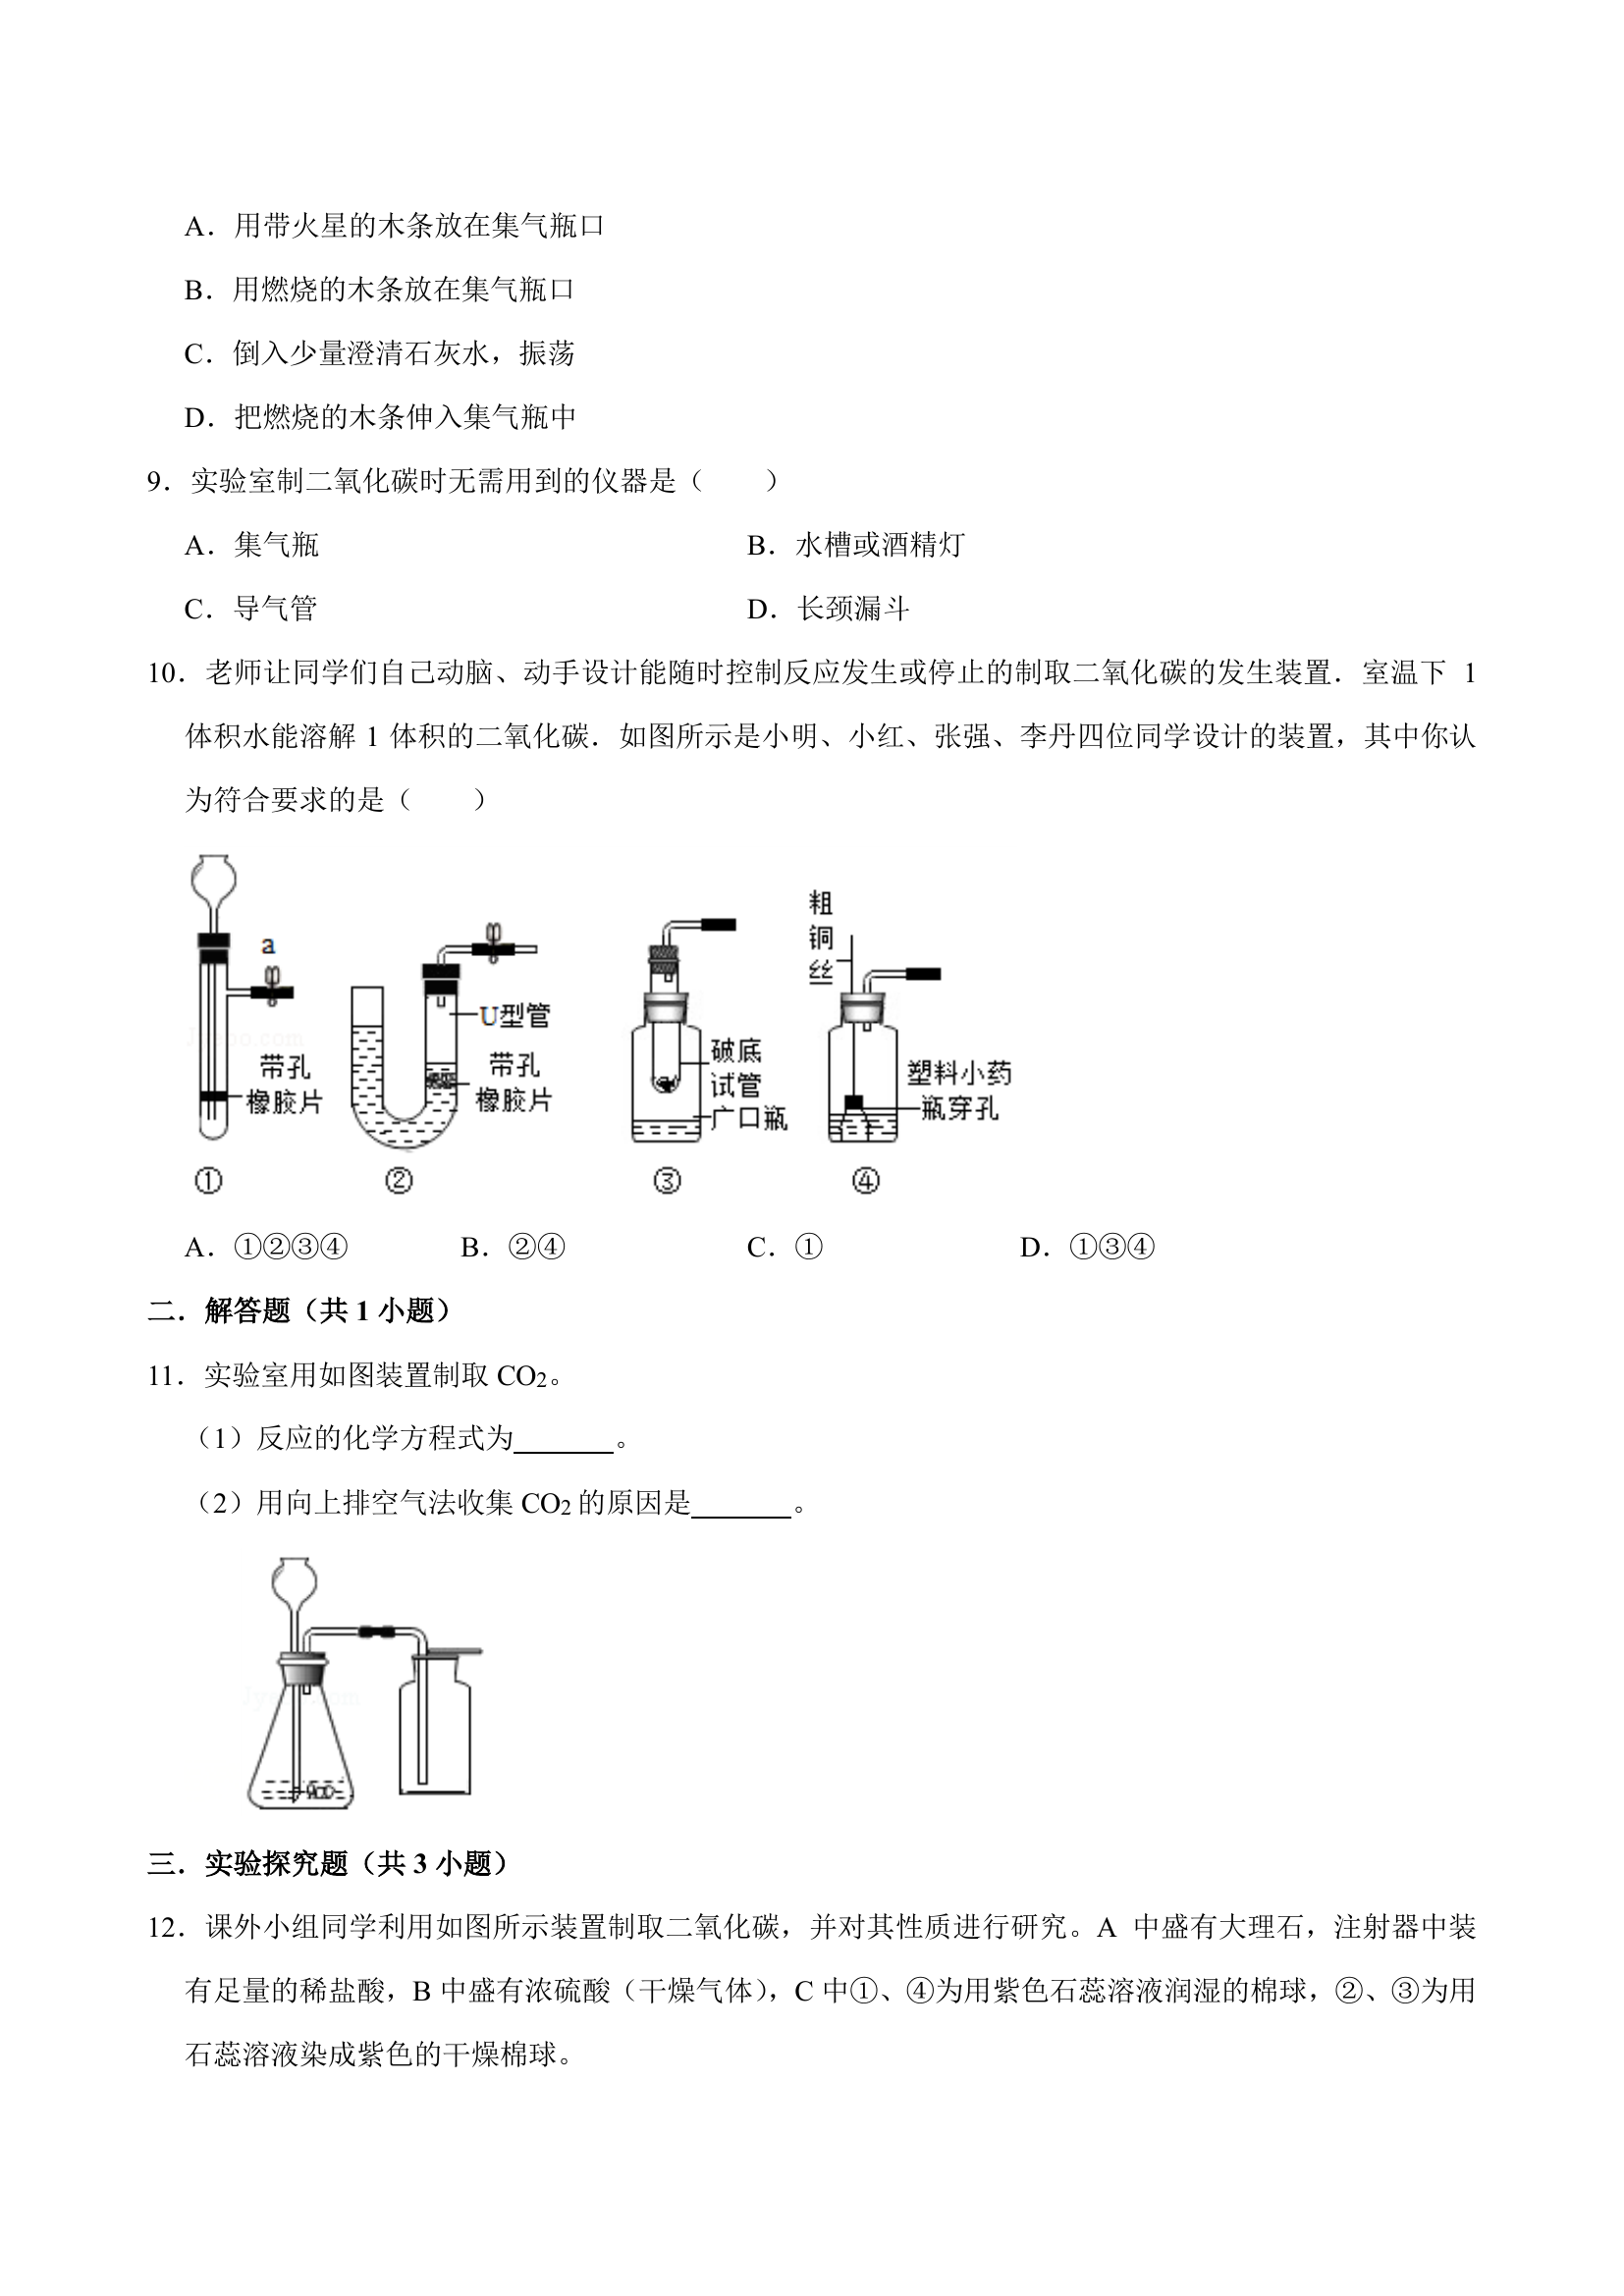 A．用带火星的木条放在集气瓶口
B．用燃烧的木条放在集气瓶口
C．倒入少量澄清石灰水，振荡
D．把燃烧的木条伸入集气瓶中
9．实验室制二氧化碳时无需用到的仪器是（　　）
A．集气瓶 B．水槽或酒精灯
C．导气管 D．长颈漏斗
10．老师让同学们自己动脑、动手设计能随时控制反应发生或停止的制取二氧化碳的发生装置．室温下 1
体积水能溶解 1 体积的二氧化碳．如图所示是小明、小红、张强、李丹四位同学设计的装置，其中你认
为符合要求的是（　　）
a
带孔
橡胶片
①
U型管
带孔
橡胶片
②
破底
试管
广口瓶
③
粗
铜
丝
塑料小药
瓶穿孔
④
A．①②③④ B．②④ C．① D．①③④
二．解答题（共 1 小题）
11．实验室用如图装置制取 CO₂。
（1）反应的化学方程式为_______。
（2）用向上排空气法收集 CO₂ 的原因是_______。
三．实验探究题（共 3 小题）
12．课外小组同学利用如图所示装置制取二氧化碳，并对其性质进行研究。A 中盛有大理石，注射器中装
有足量的稀盐酸，B 中盛有浓硫酸（干燥气体），C 中①、④为用紫色石蕊溶液润湿的棉球，②、③为用
石蕊溶液染成紫色的干燥棉球。